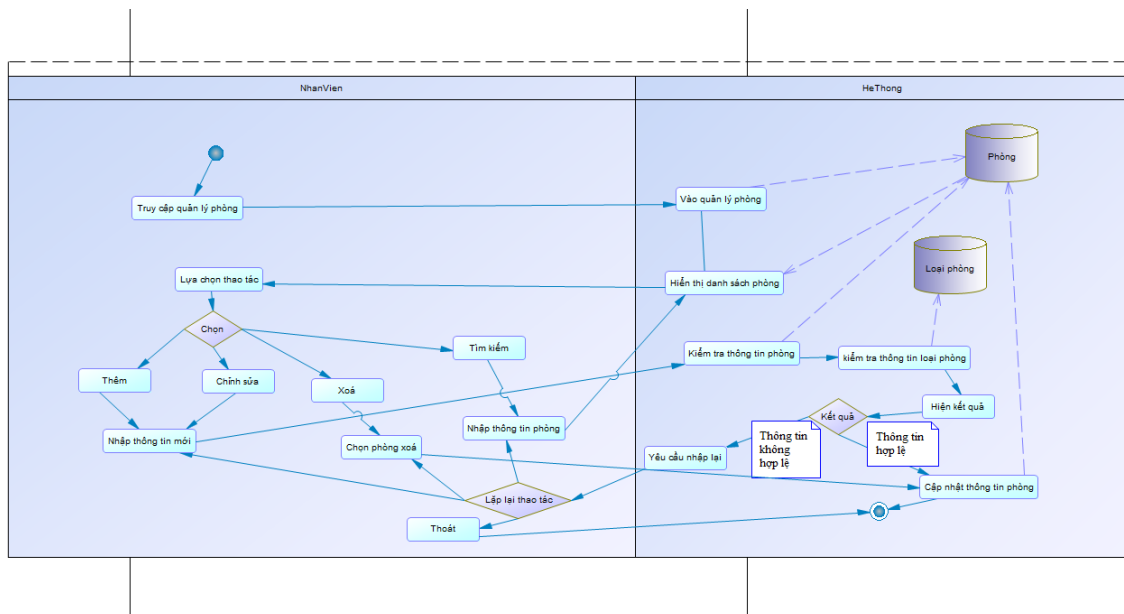 NhanVien
HeThong
Phòng
Truy cập quản lý phòng
Vào quản lý phòng
Loại phòng
Lựa chọn thao tác
Hiển thị danh sách phòng
Chọn
Tìm kiếm
Kiểm tra thông tin phòng
kiểm tra thông tin loại phòng
Thêm
Chỉnh sửa
Xoá
Hiện kết quả
Kết quả
Nhập thông tin mới
Chọn phòng xoá
Nhập thông tin phòng
Thông tin
không
hợp lệ
Thông tin
hợp lệ
Yêu cầu nhập lại
Cập nhật thông tin phòng
Lập lại thao tác
Thoát